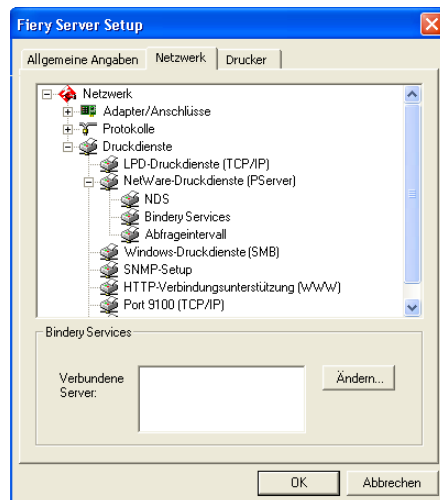 Fiery Server Setup
Allgemeine Angaben Netzwerk Drucker
Netzwerk
Adapter/Anschlüsse
Protokolle
Druckdienste
LPD-Druckdienste (TCP/IP)
NetWare-Druckdienste (PServer)
NDS
Bindery Services
Abfrageintervall
Windows-Druckdienste (SMB)
SNMP-Setup
HTTP-Verbindungsunterstützung (WWW)
Port 9100 (TCP/IP)
Bindery Services
Verbundene
Server:
Ändern...
OK Abbrechen